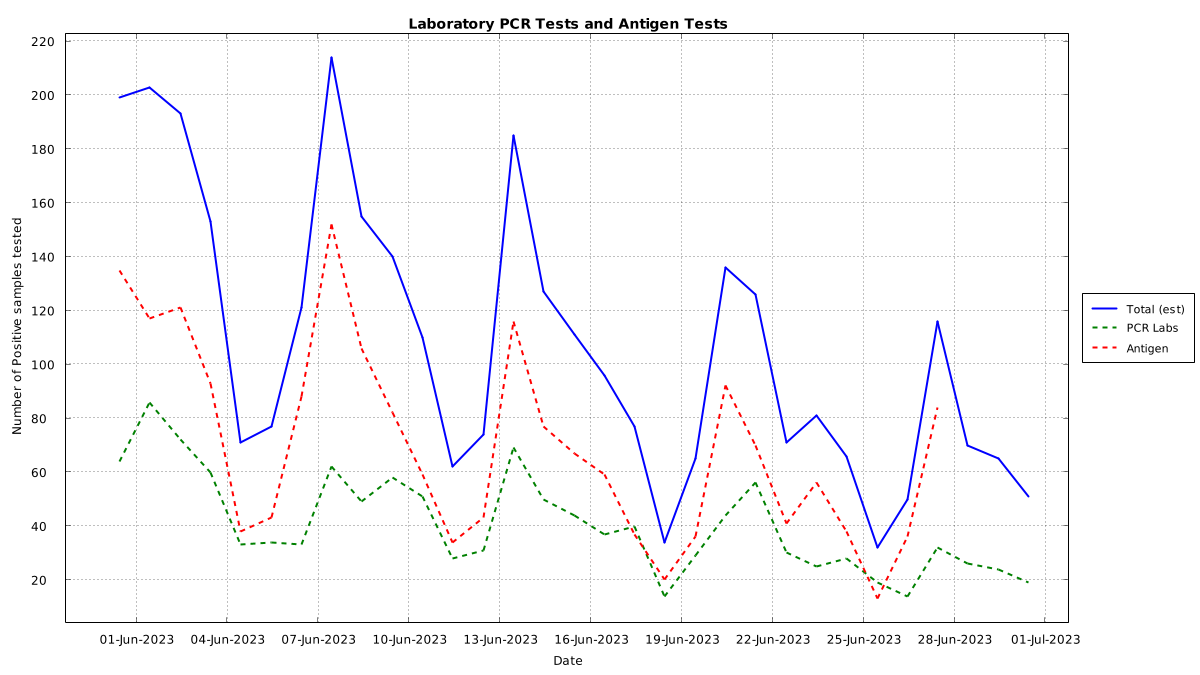 Laboratory PCR Tests and Antigen Tests
220
200
180
160
140
120
100
80
60
40
20
Number of Positive samples tested
01-Jun-2023 04-Jun-2023 07-Jun-2023 10-Jun-2023 13-Jun-2023 16-Jun-2023 19-Jun-2023 22-Jun-2023 25-Jun-2023 28-Jun-2023 01-Jul-2023
Date
Total (est)
PCR Labs
Antigen